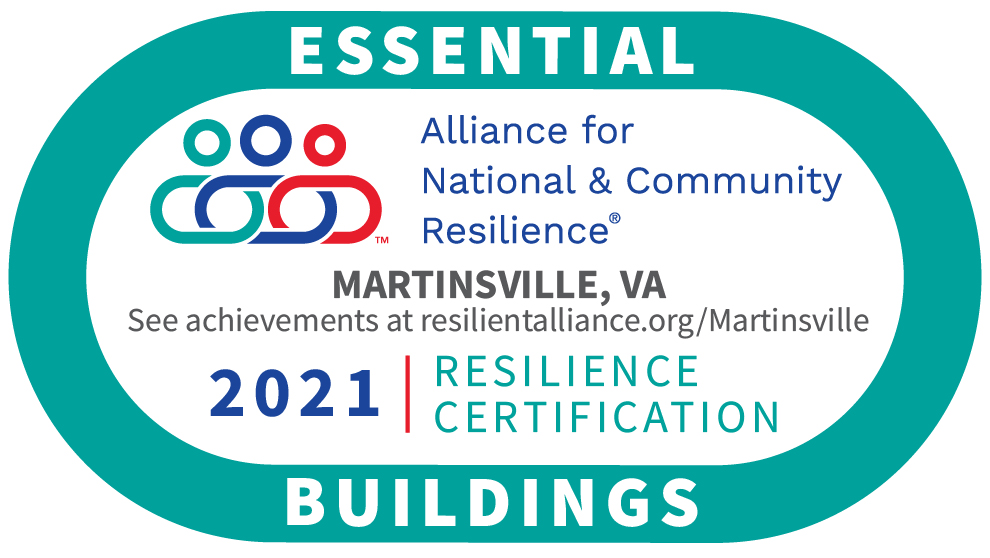 ESSENTIAL
Alliance for
National & Community
Resilience®
™
MARTINSVILLE, VA
See achievements at resilientalliance.org/Martinsville
2021 | RESILIENCE
CERTIFICATION
BUILDINGS